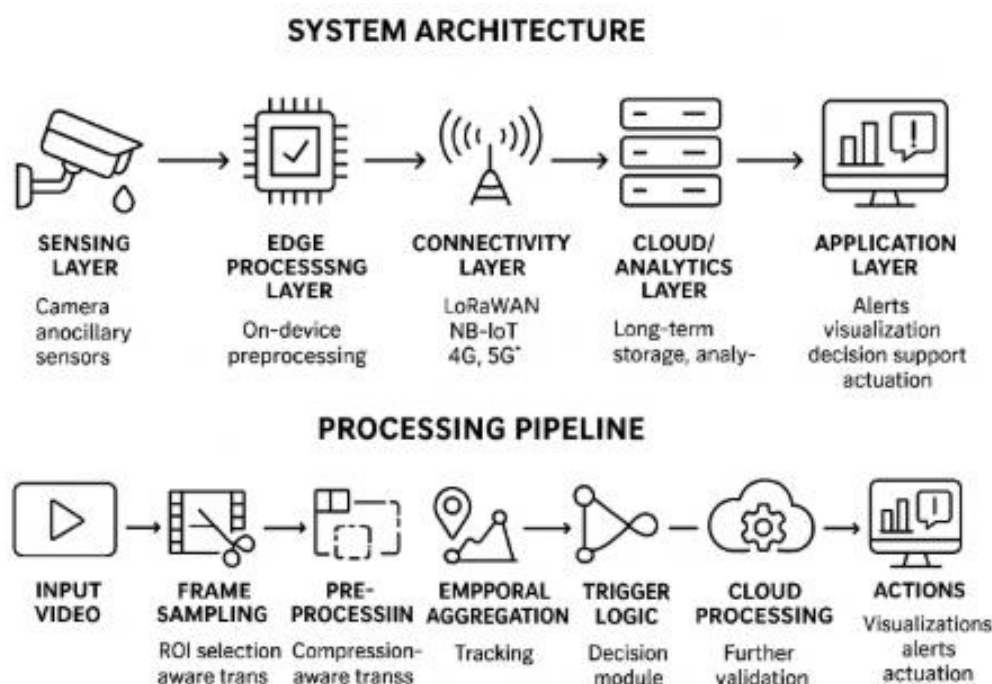 SYSTEM ARCHITECTURE
SENSING
LAYER
Camera
anocillary
sensors
EDGE
PROCESSSNG
LAYER
On-device
preprocessing
CONNECTIVITY
LAYER
LoRaWAN
NB-IoT
4G, 5G*
CLOUD/
ANALYTICS
LAYER
Long-term
storage, analy-
APPLICATION
LAYER
Alerts
visualization
decision support
actuation
PROCESSING PIPELINE
INPUT
VIDEO
FRAME
SAMPLING
ROI selection
aware trans
PRE-
PROCESSIIN
Compression-
aware transs
EMPPORAL
AGGREGATION
Tracking
TRIGGER
LOGIC
Decision
module
CLOUD
PROCESSING
Further
validation
ACTIONS
Visualizations
alerts
actuation